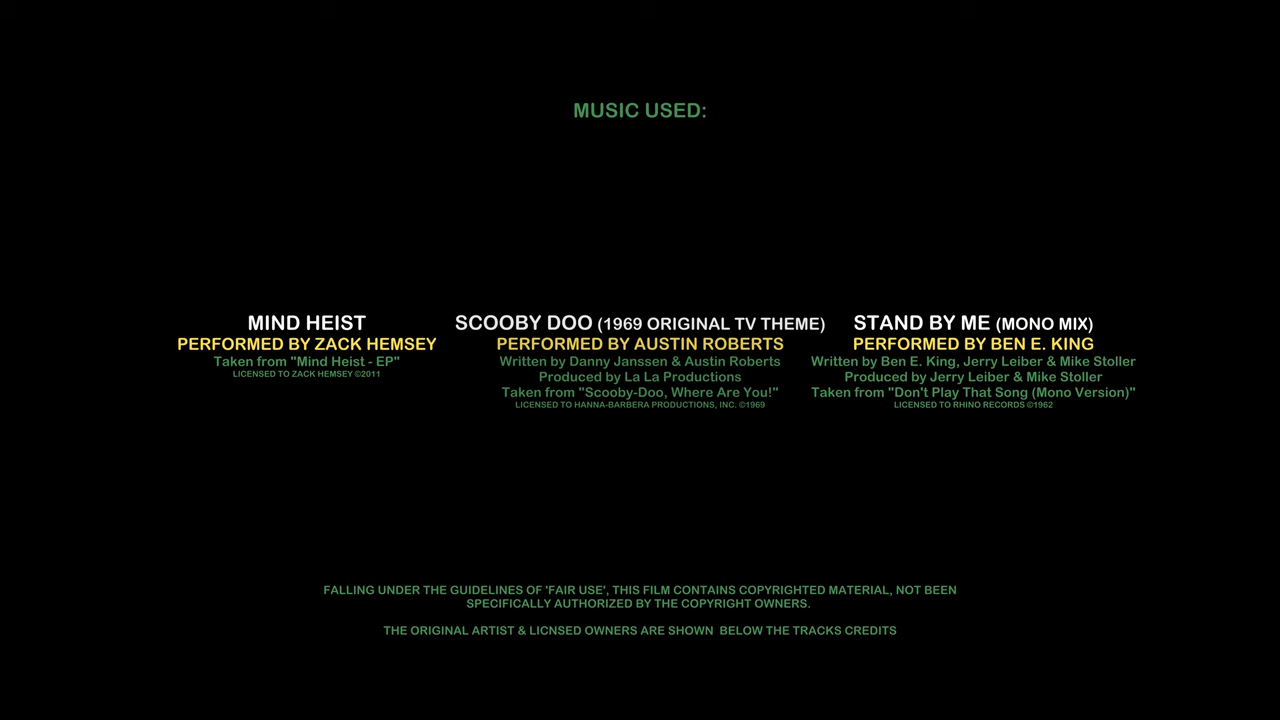 MUSIC USED:
MIND HEIST
PERFORMED BY ZACK HEMSEY
Taken from "Mind Heist - EP"
LICENSED TO ZACK HEMSEY ©2011
SCOOBY DOO (1969 ORIGINAL TV THEME)
PERFORMED BY AUSTIN ROBERTS
Written by Danny Janssen & Austin Roberts
Produced by La La Productions
Taken from "Scooby-Doo, Where Are You!"
LICENSED TO HANNA-BARBERA PRODUCTIONS, INC. ©1969
STAND BY ME (MONO MIX)
PERFORMED BY BEN E. KING
Written by Ben E. King, Jerry Leiber & Mike Stoller
Produced by Jerry Leiber & Mike Stoller
Taken from "Don't Play That Song (Mono Version)"
LICENSED TO RHINO RECORDS ©1962
FALLING UNDER THE GUIDELINES OF 'FAIR USE', THIS FILM CONTAINS COPYRIGHTED MATERIAL, NOT BEEN
SPECIFICALLY AUTHORIZED BY THE COPYRIGHT OWNERS.
THE ORIGINAL ARTIST & LICNSED OWNERS ARE SHOWN  BELOW THE TRACKS CREDITS